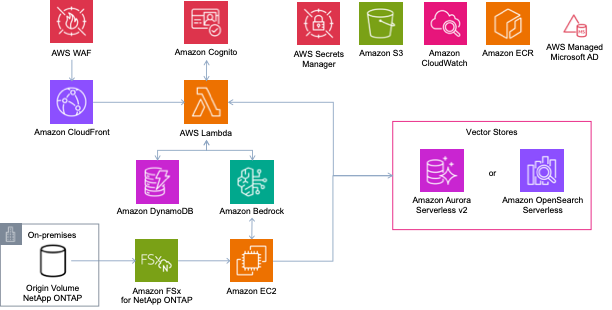 AWS WAF
Amazon Cognito
AWS Secrets
Manager
Amazon S3
Amazon
CloudWatch
Amazon ECR
MS
AWS Managed
Microsoft AD
Amazon CloudFront
AWS Lambda
Vector Stores
or
Amazon Aurora
Serverless v2
Amazon OpenSearch
Serverless
Amazon DynamoDB
Amazon Bedrock
On-premises
Origin Volume
NetApp ONTAP
FSx
N
Amazon FSx
for NetApp ONTAP
Amazon EC2